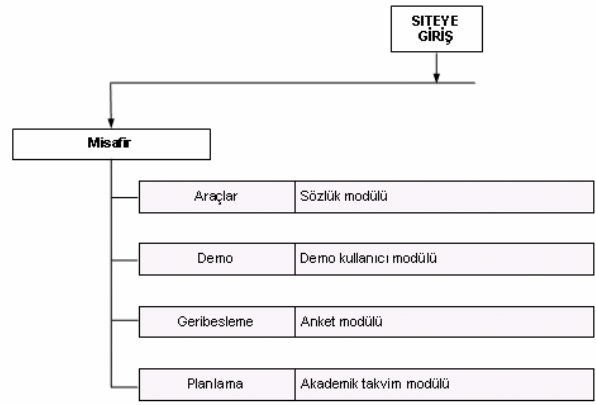 SITEYE
GİRİŞ
Misafir
Araçlar Sözlük modülü
Demo Demo kullanıcı modülü
Geribesleme Anket modülü
Planlama Akademik takvim modülü